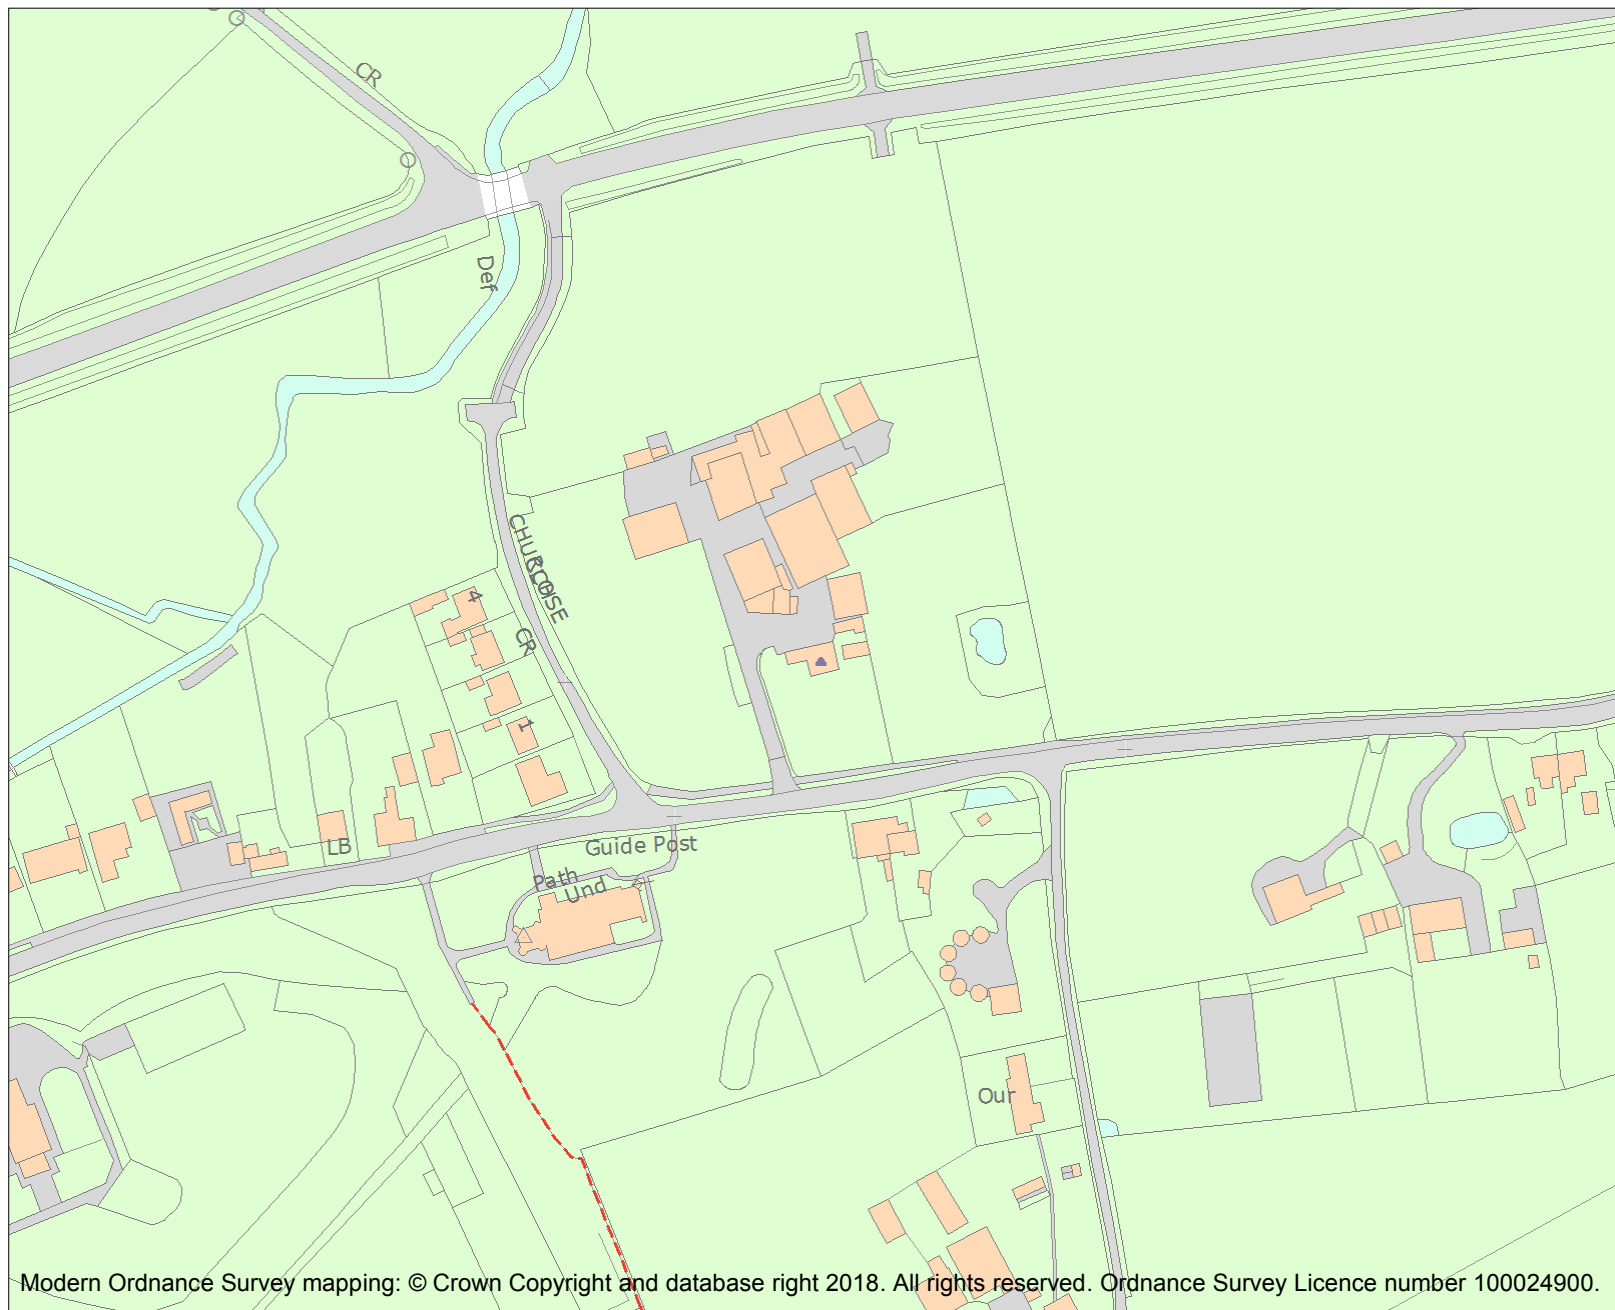 CR
Def
CHURCH
CLOSE
4
CR
1
LB
Guide Post
Path
Und
Our
Modern Ordnance Survey mapping: © Crown Copyright and database right 2018. All rights reserved. Ordnance Survey Licence number 100024900.